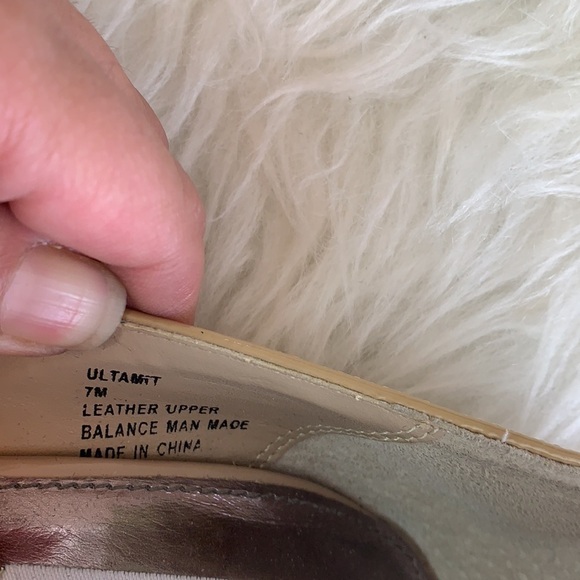 ULTAMIT
7M
LEATHER UPPER
BALANCE MAN MADE
MADE IN CHINA